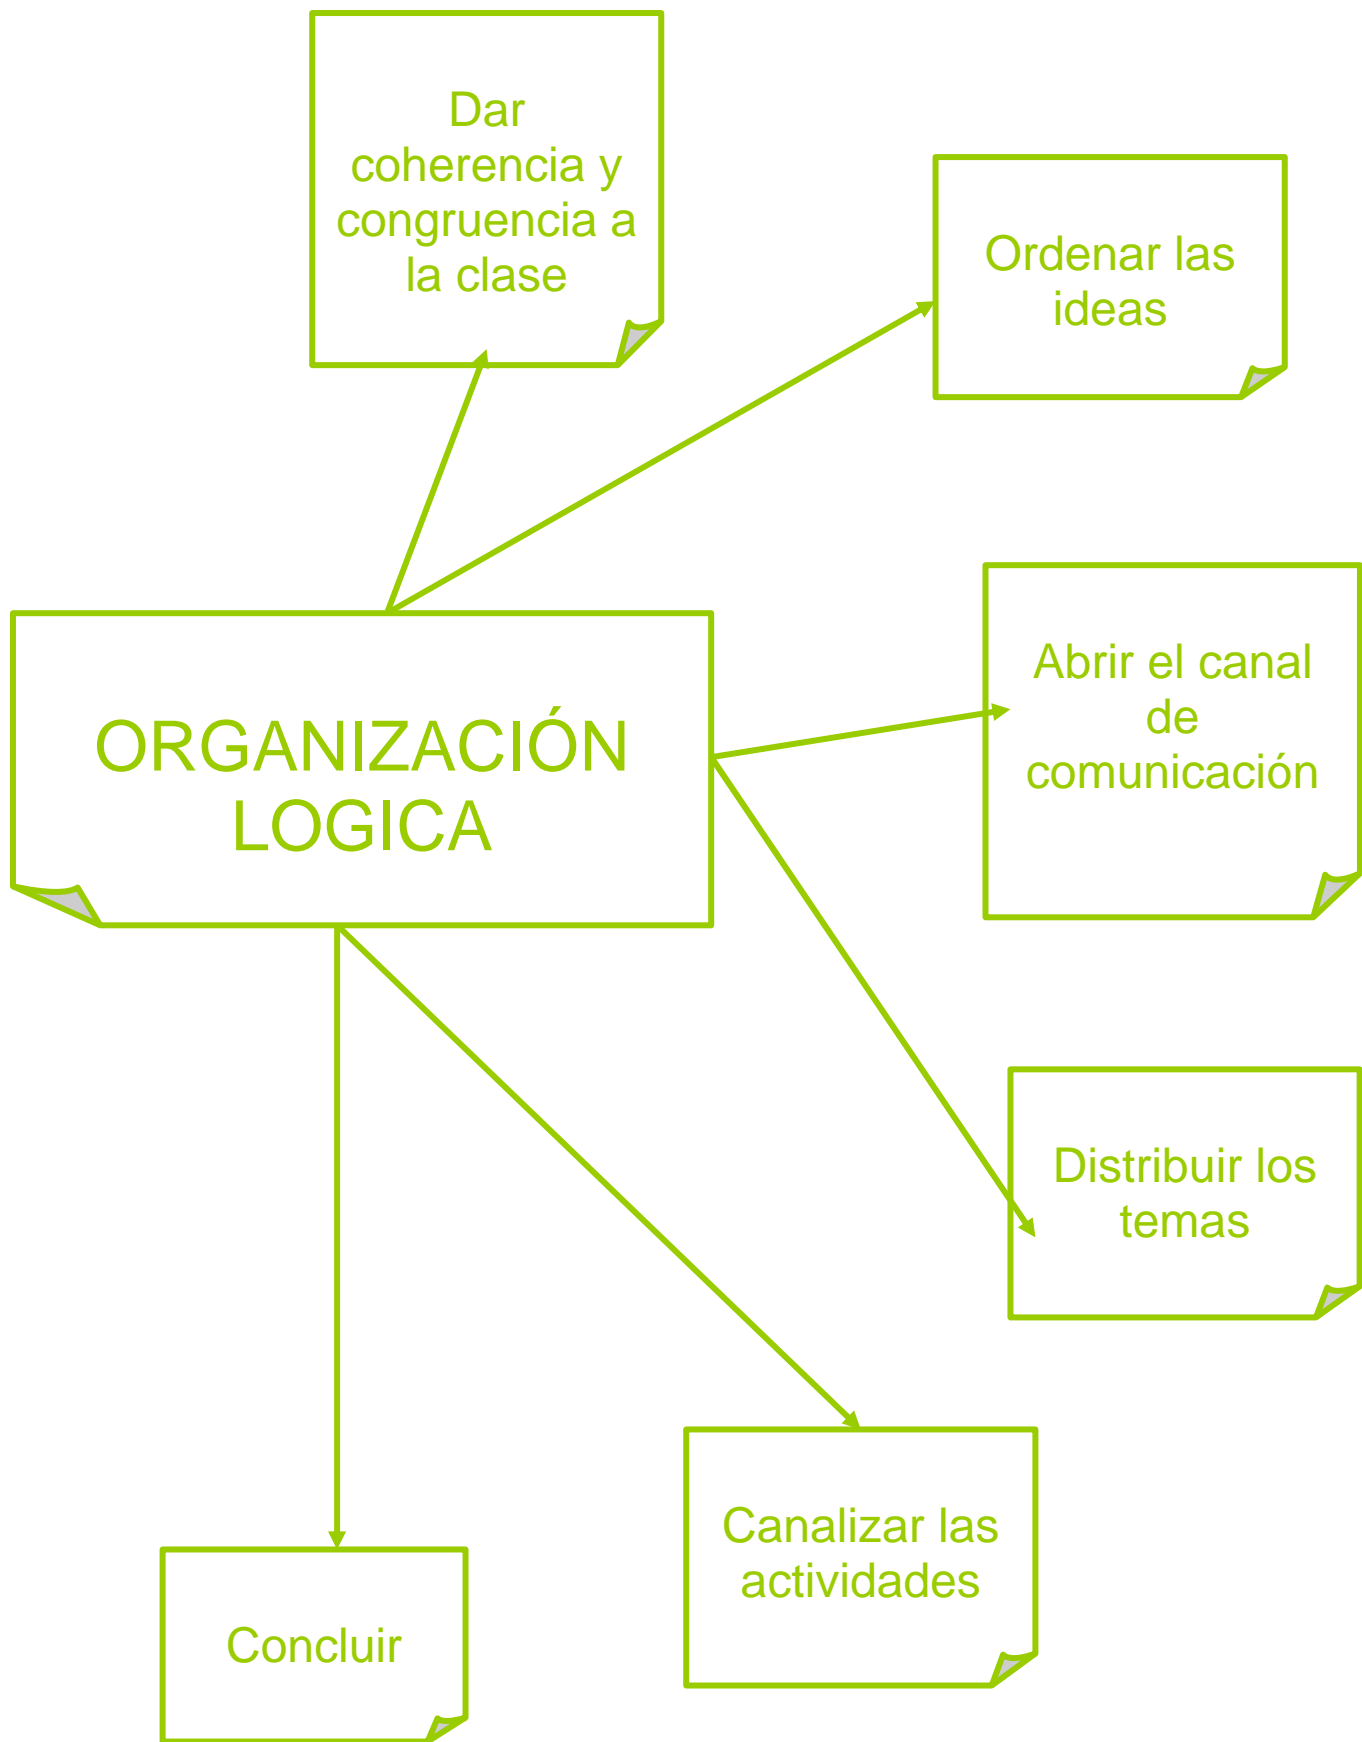 Dar
coherencia y
congruencia a
la clase
Ordenar las
ideas
Abrir el canal
de
comunicación
ORGANIZACIÓN
LOGICA
Distribuir los
temas
Canalizar las
actividades
Concluir